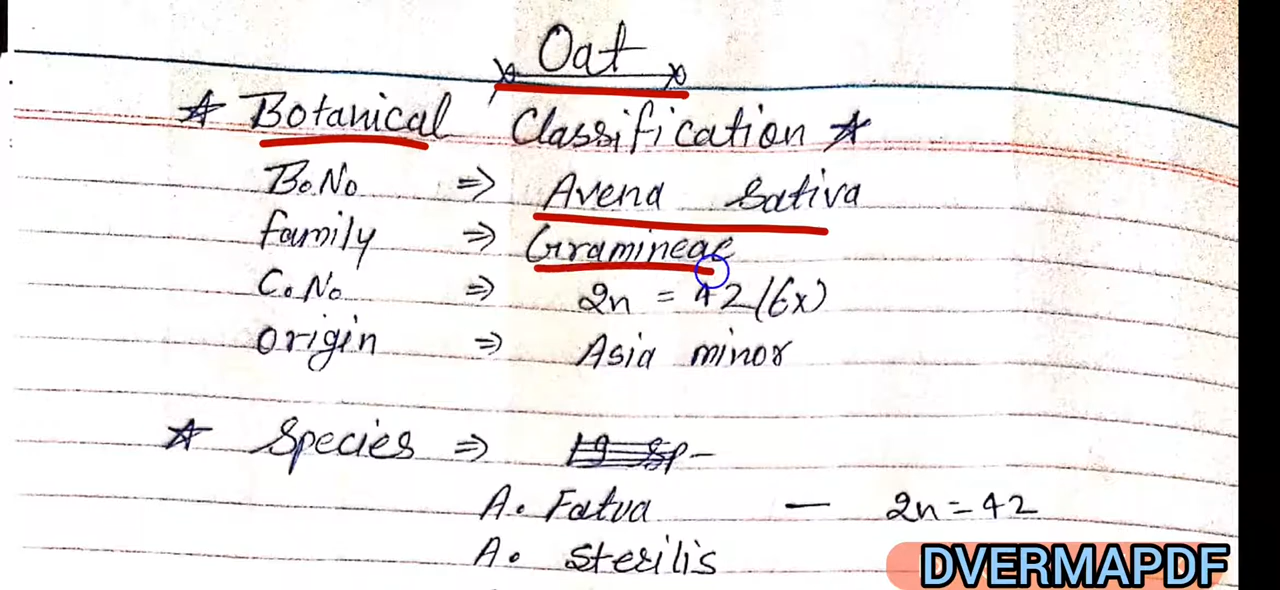 Oat
Botanical Classification
Bo.No ⇒ Avena Sativa
family ⇒ Gramineae
C.No ⇒ 2n = 42 (6x)
Origin ⇒ Asia minor
Species ⇒
A. Fatua — 2n = 42
A. Sterilis
DVERMAPDF